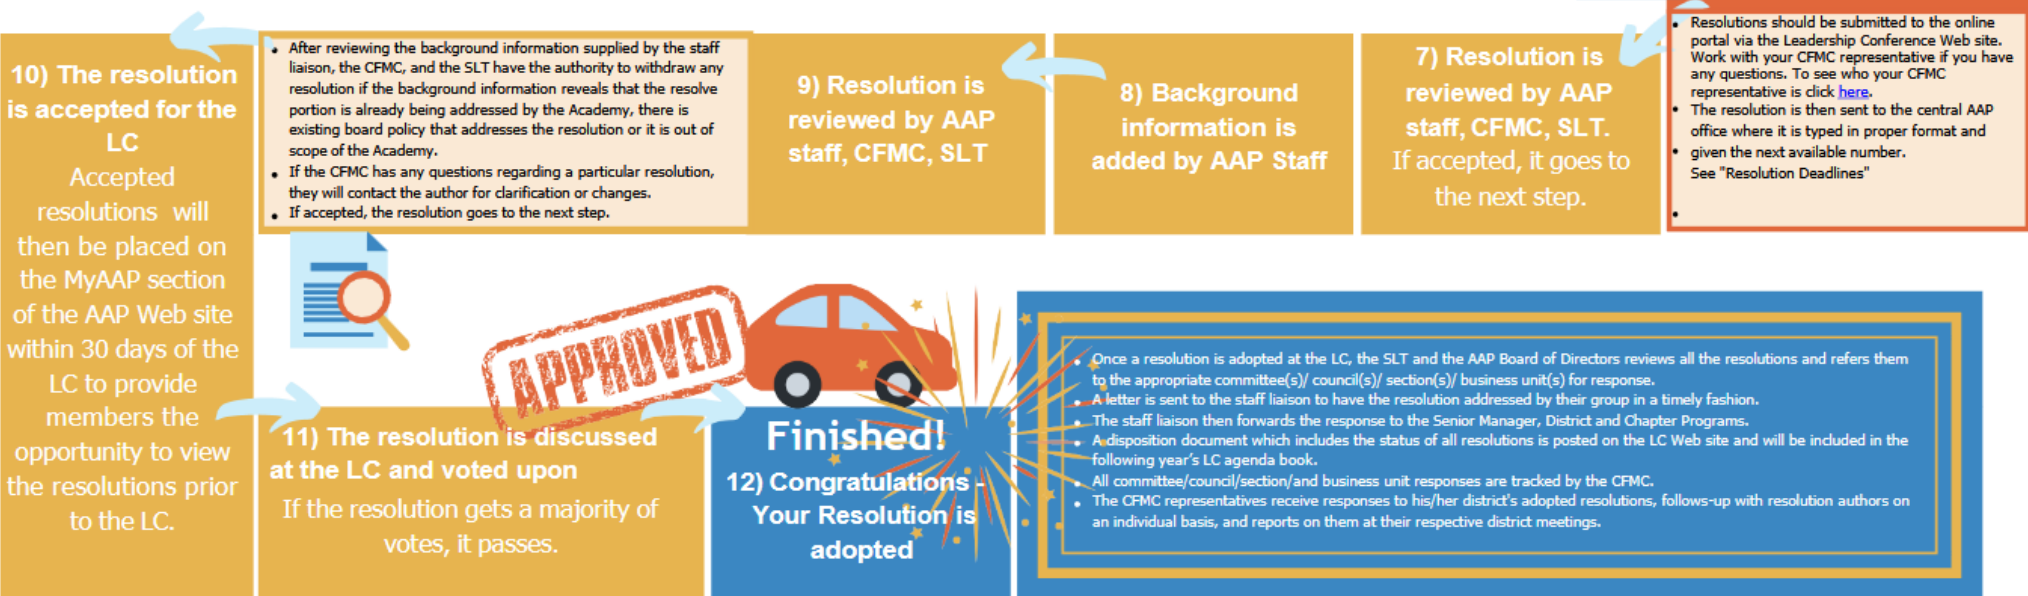 Resolutions should be submitted to the online
portal via the Leadership Conference Web site.
Work with your CFMC representative if you have
any questions. To see who your CFMC
representative is click here.
The resolution is then sent to the central AAP
office where it is typed in proper format and
given the next available number.
See "Resolution Deadlines"
7) Resolution is
reviewed by AAP
staff, CFMC, SLT.
If accepted, it goes to
the next step.
8) Background
information is
added by AAP Staff
9) Resolution is
reviewed by AAP
staff, CFMC, SLT
After reviewing the background information supplied by the staff
liaison, the CFMC, and the SLT have the authority to withdraw any
resolution if the background information reveals that the resolve
portion is already being addressed by the Academy, there is
existing board policy that addresses the resolution or it is out of
scope of the Academy.
If the CFMC has any questions regarding a particular resolution,
they will contact the author for clarification or changes.
If accepted, the resolution goes to the next step.
10) The resolution
is accepted for the
LC
Accepted
resolutions will
then be placed on
the MyAAP section
of the AAP Web site
within 30 days of the
LC to provide
members the
opportunity to view
the resolutions prior
to the LC.
11) The resolution is discussed
at the LC and voted upon
If the resolution gets a majority of
votes, it passes.
APPROVED
Finished!
12) Congratulations -
Your Resolution is
adopted
Once a resolution is adopted at the LC, the SLT and the AAP Board of Directors reviews all the resolutions and refers them
to the appropriate committee(s)/ council(s)/ section(s)/ business unit(s) for response.
A letter is sent to the staff liaison to have the resolution addressed by their group in a timely fashion.
The staff liaison then forwards the response to the Senior Manager, District and Chapter Programs.
A disposition document which includes the status of all resolutions is posted on the LC Web site and will be included in the
following year's LC agenda book.
All committee/council/section/and business unit responses are tracked by the CFMC.
The CFMC representatives receive responses to his/her district's adopted resolutions, follows-up with resolution authors on
an individual basis, and reports on them at their respective district meetings.